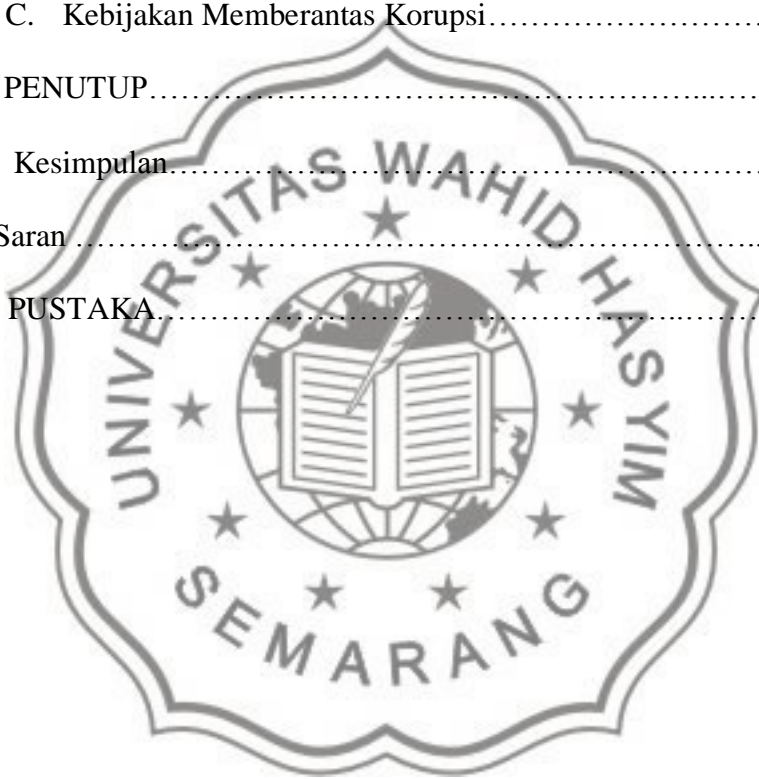 C. Kebijakan Memberantas Korupsi……………………
PENUTUP……………………………………………...……
Kesimpulan…………………………………………………
Saran …………………………………………………..
PUSTAKA…………………………………………..……
UNIVERSITAS WAHID HASYIM
SEMARANG